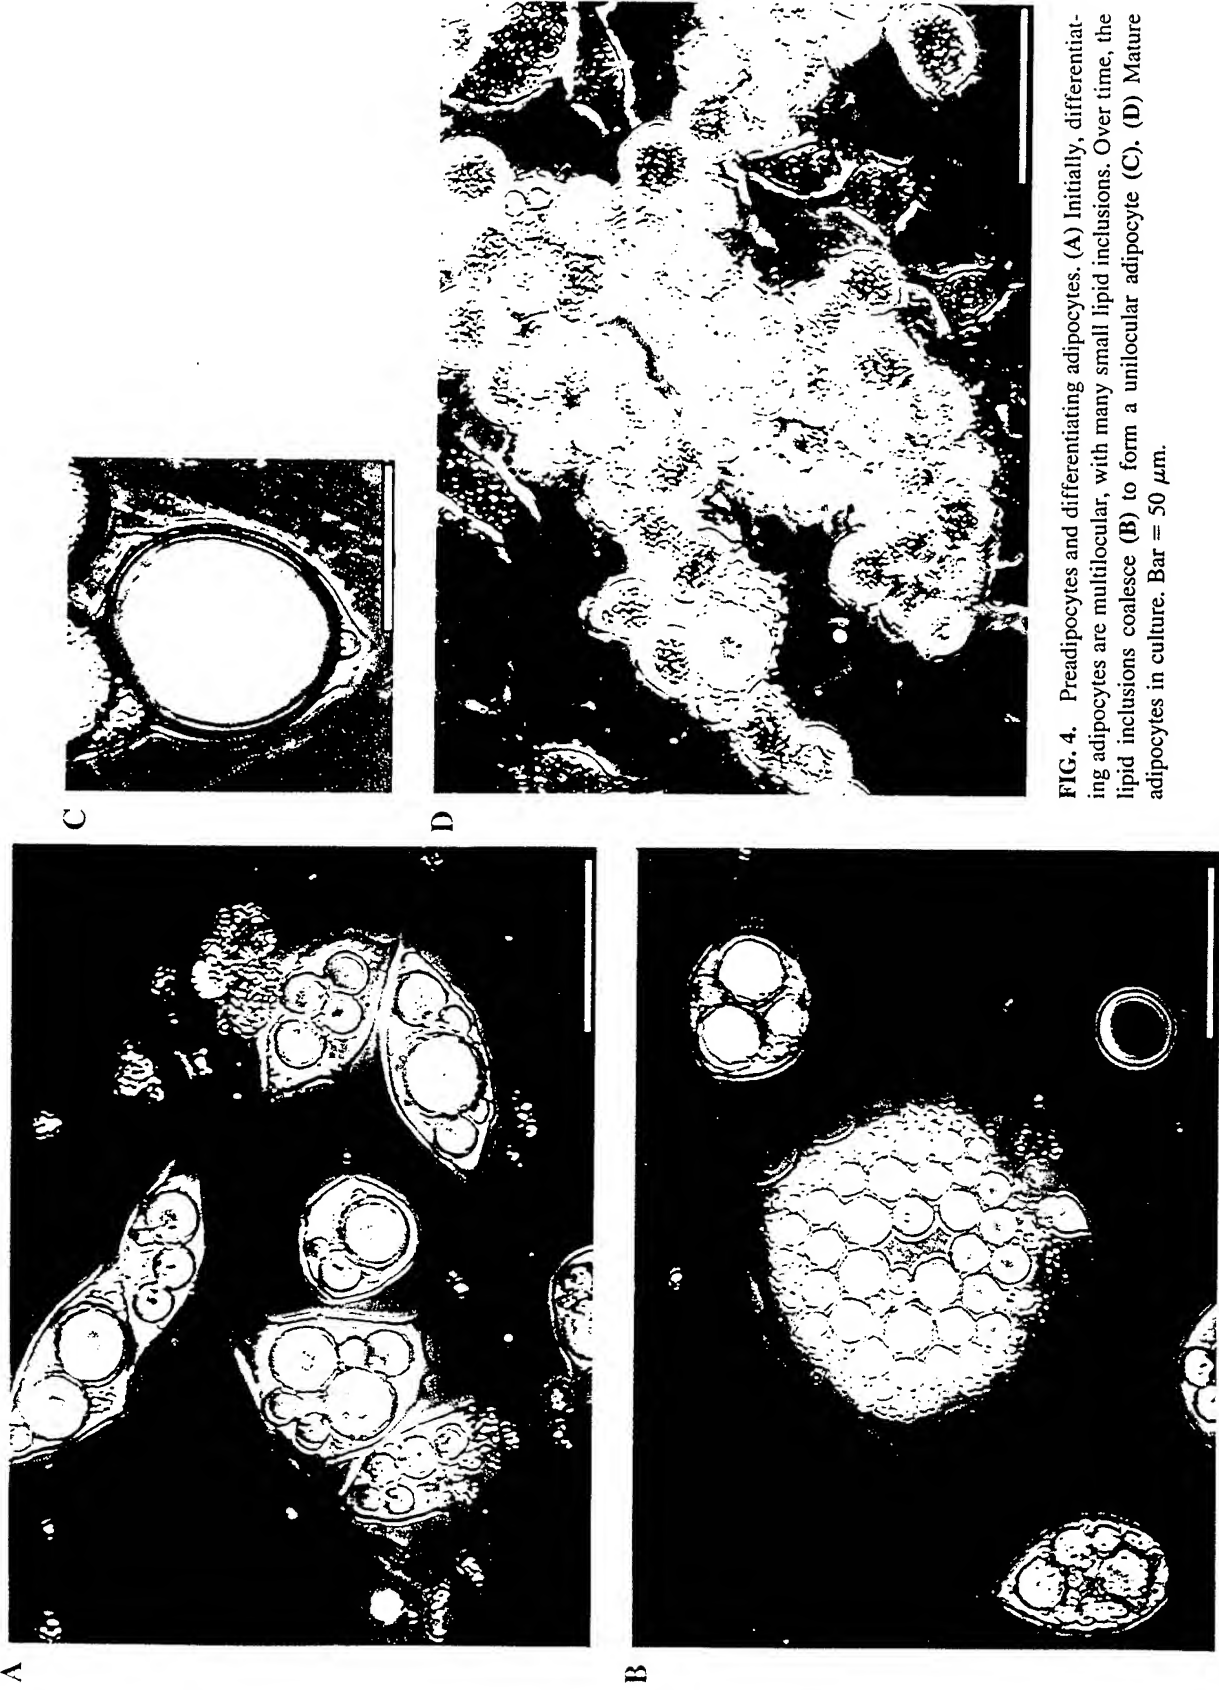 A
B
C
D
FIG. 4. Preadipocytes and differentiating adipocytes. (A) Initially, differentiat-
ing adipocytes are multilocular, with many small lipid inclusions. Over time, the
lipid inclusions coalesce (B) to form a unilocular adipocyte (C). (D) Mature
adipocytes in culture. Bar = 50 μm.